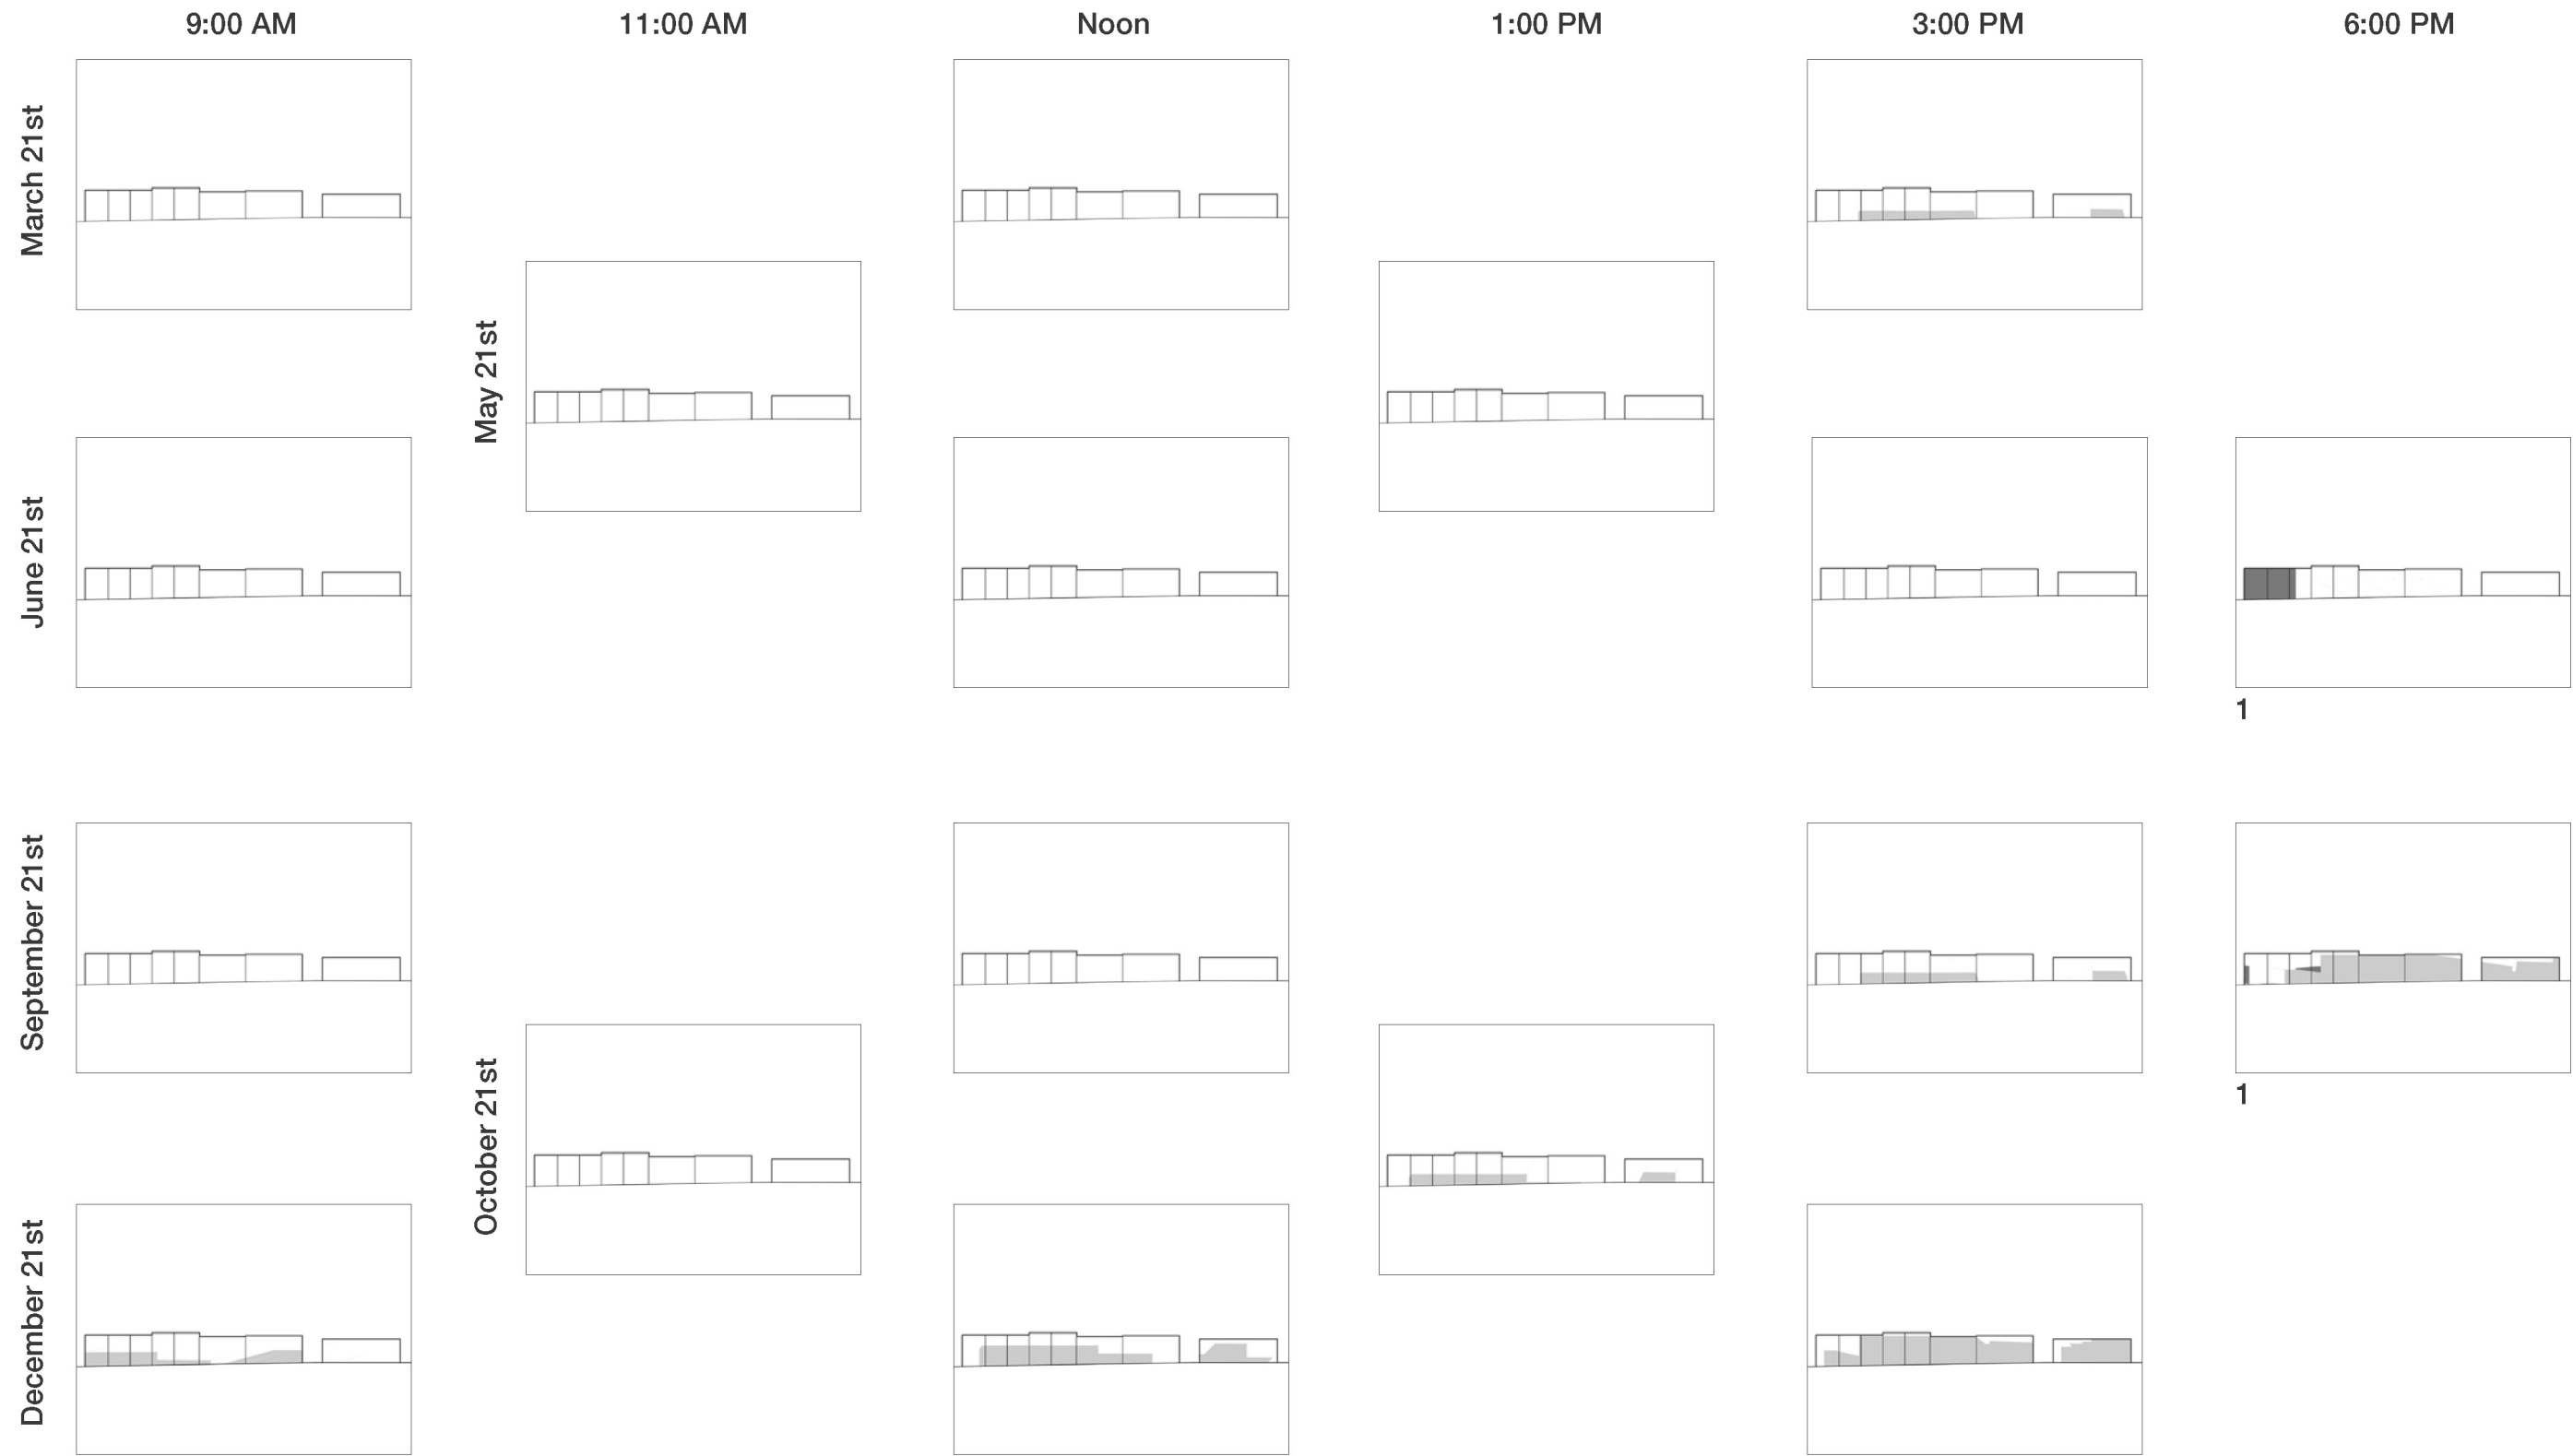 9:00 AM
11:00 AM
Noon
1:00 PM
3:00 PM
6:00 PM
March 21st
May 21st
June 21st
1
September 21st
1
October 21st
December 21st